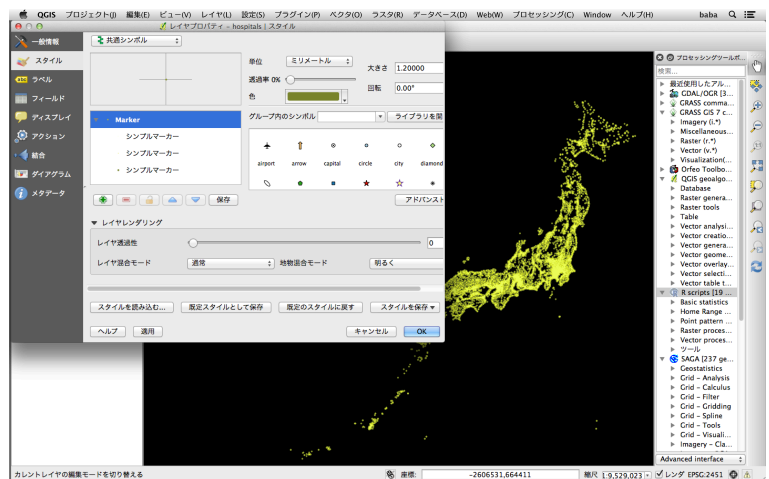 QGIS プロジェクト(J) 編集(E) ビュー(V) レイヤ(L) 設定(S) プラグイン(P) ベクタ(O) ラスタ(R) データベース(D) Web(W) プロセッシング(C) Window ヘルプ(H) baba
レイヤプロパティ - hospitals | スタイル
一般情報
スタイル
ラベル
フィールド
ディスプレイ
アクション
結合
ダイアグラム
メタデータ
共通シンボル
単位 ミリメートル 大きさ 1.20000
透過率 0%
回転 0.00°
色
Marker
シンプルマーカー
シンプルマーカー
シンプルマーカー
保存
グループ内のシンボル ライブラリを開
airport arrow capital circle city diamond
アドバンスト
レイヤレンダリング
レイヤ透過性 0
レイヤ混合モード 通常 地物混合モード 明るく
スタイルを読み込む... 既定スタイルとして保存 既定のスタイルに戻す スタイルを保存
ヘルプ 適用 キャンセル OK
プロセッシングツールボ...
検索...
最近使用したアル...
GDAL/OGR [3...
GRASS comma...
GRASS GIS 7 c...
Imagery (i.*)
Miscellaneous...
Raster (r.*)
Vector (v.*)
Visualization(...
Orfeo Toolbo...
QGIS geoalgo...
Database
Raster genera...
Raster tools
Table
Vector analysi...
Vector creatio...
Vector genera...
Vector geome...
Vector overlay...
Vector selecti...
Vector table t...
R scripts [19 ...
Basic statistics
Home Range ...
Point pattern ...
Raster proces...
Vector proces...
ツール
SAGA [237 ge...
Geostatistics
Grid - Analysis
Grid - Calculus
Grid - Filter
Grid - Gridding
Grid - Spline
Grid - Tools
Grid - Visuali...
Imagery - Cla...
Advanced interface
カレントレイヤの編集モードを切り替える 座標: -2606531,664411 縮尺 1:9,529,023 レンダ EPSG:2451